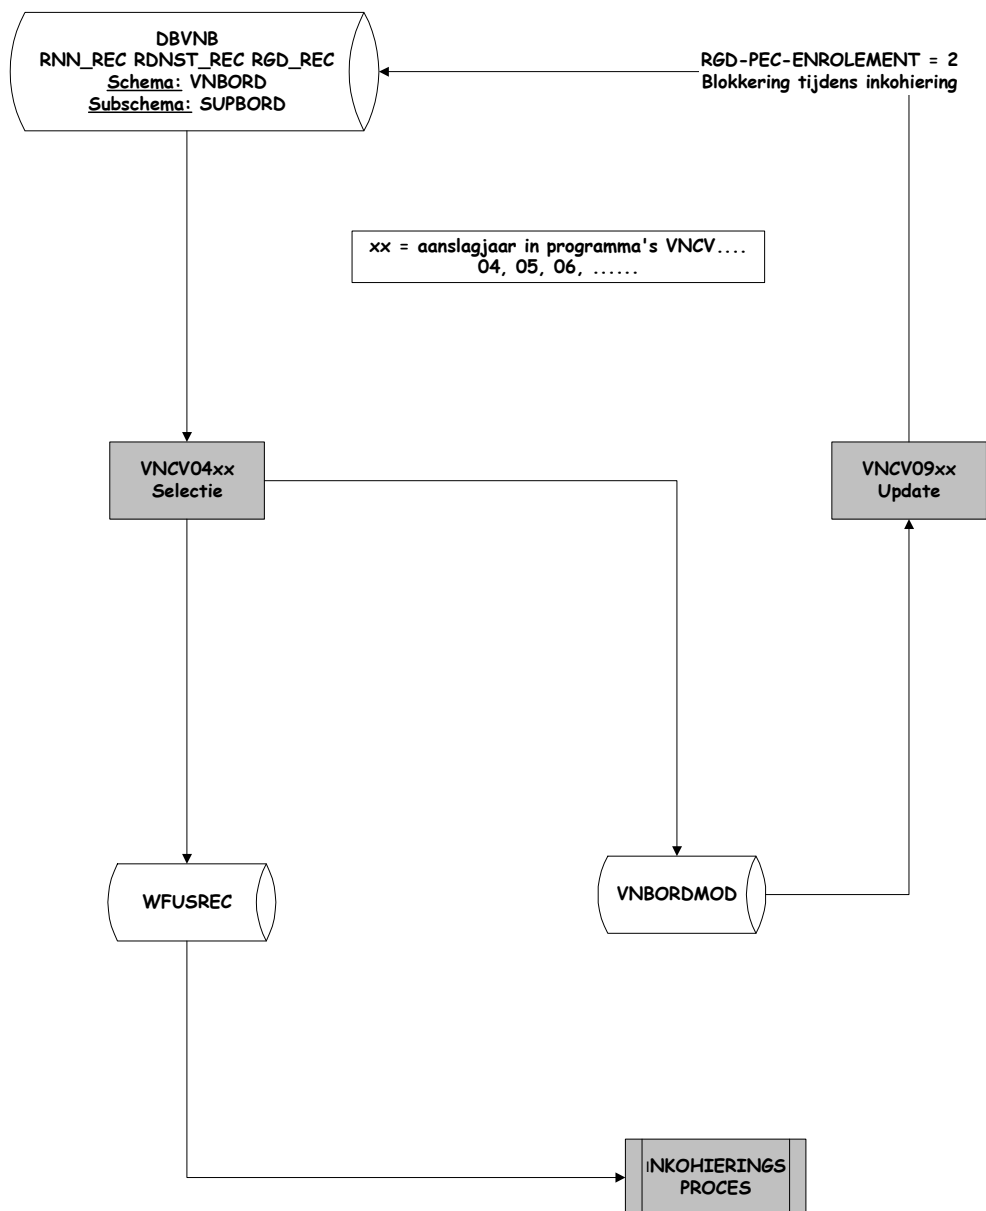 DBVNB
RNN_REC RDNST_REC RGD_REC
Schema: VNBORD
Subschema: SUPBORD
RGD-PEC-ENROLEMENT = 2
Blokkering tijdens inkohiering
xx = aanslagjaar in programma's VNCV....
04, 05, 06, ......
VNCV04xx
Selectie
VNCV09xx
Update
WFUSREC
VNBORDMOD
INKOHIERINGS
PROCES